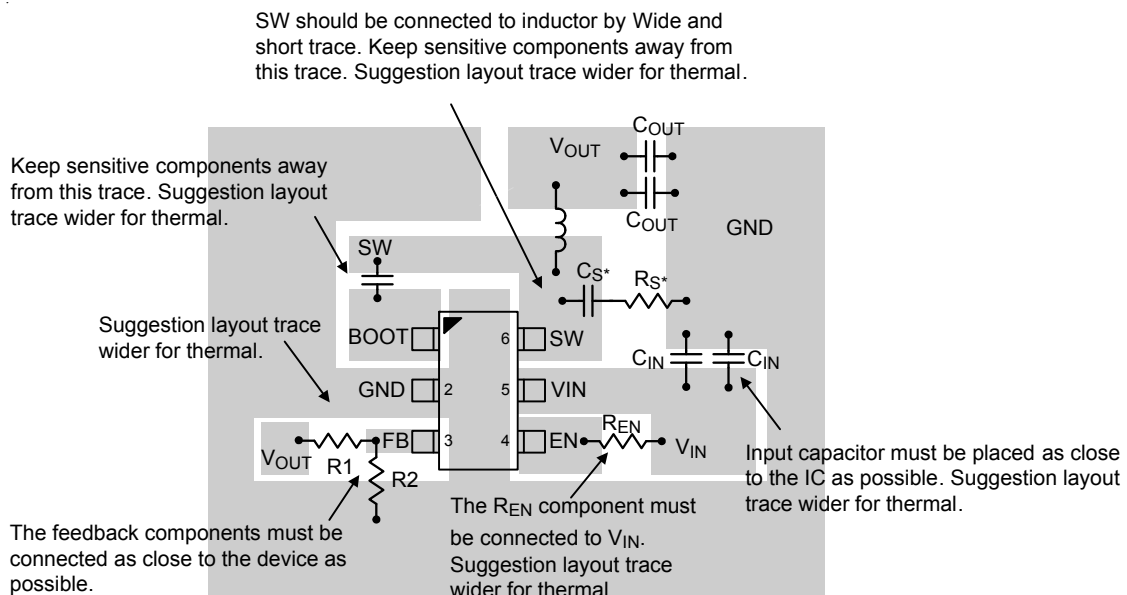 SW should be connected to inductor by Wide and
short trace. Keep sensitive components away from
this trace. Suggestion layout trace wider for thermal.
Keep sensitive components away
from this trace. Suggestion layout
trace wider for thermal.
VOUT
COUT
COUT
GND
SW
CS*
RS*
Suggestion layout trace
wider for thermal.
BOOT
6
SW
CIN
CIN
GND
2
5
VIN
FB
3
4
EN
REN
VIN
VOUT
R1
R2
Input capacitor must be placed as close
to the IC as possible. Suggestion layout
trace wider for thermal.
The feedback components must be
connected as close to the device as
possible.
The REN component must
be connected to VIN.
Suggestion layout trace
wider for thermal